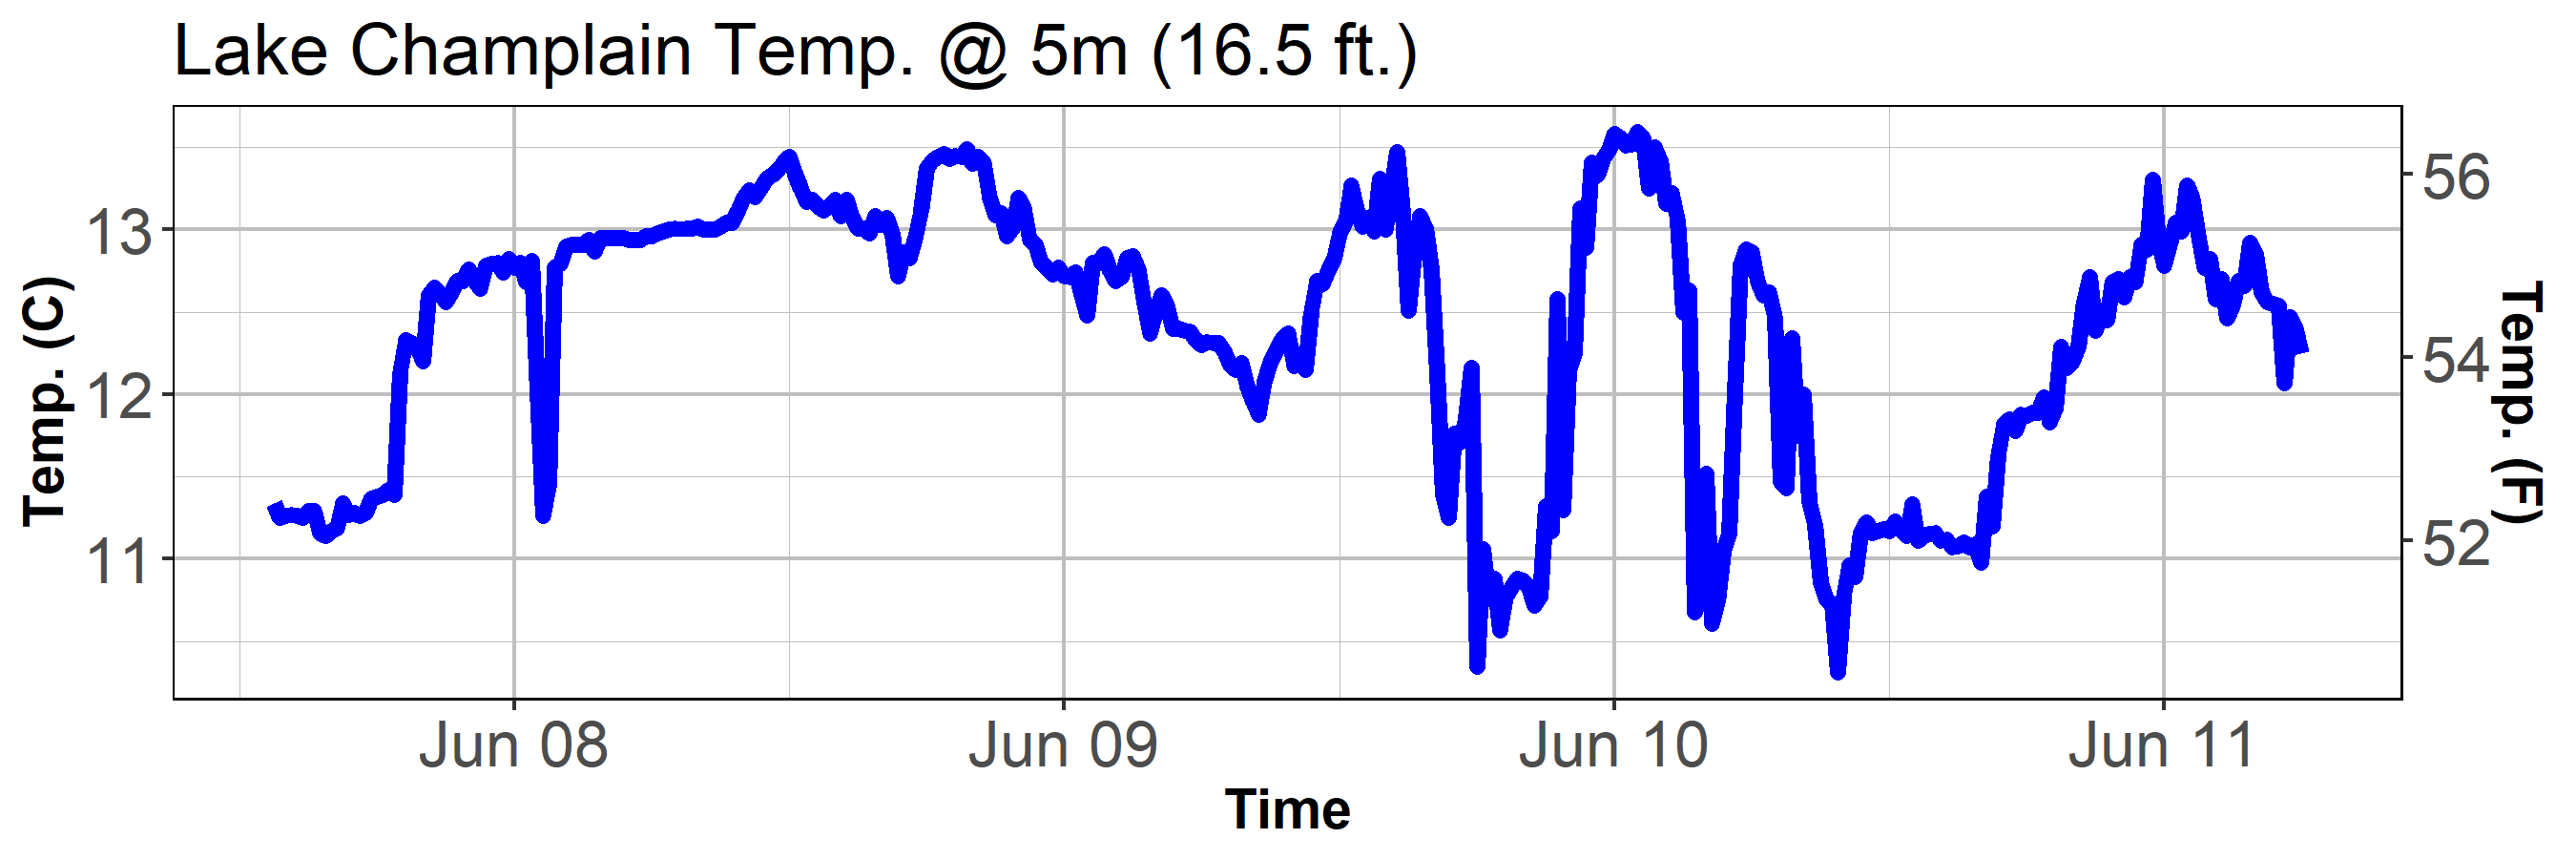 Lake Champlain Temp. @ 5m (16.5 ft.)
Temp. (C)
13
12
11
56
54
52
Temp. (F)
Jun 08 Jun 09 Jun 10 Jun 11
Time